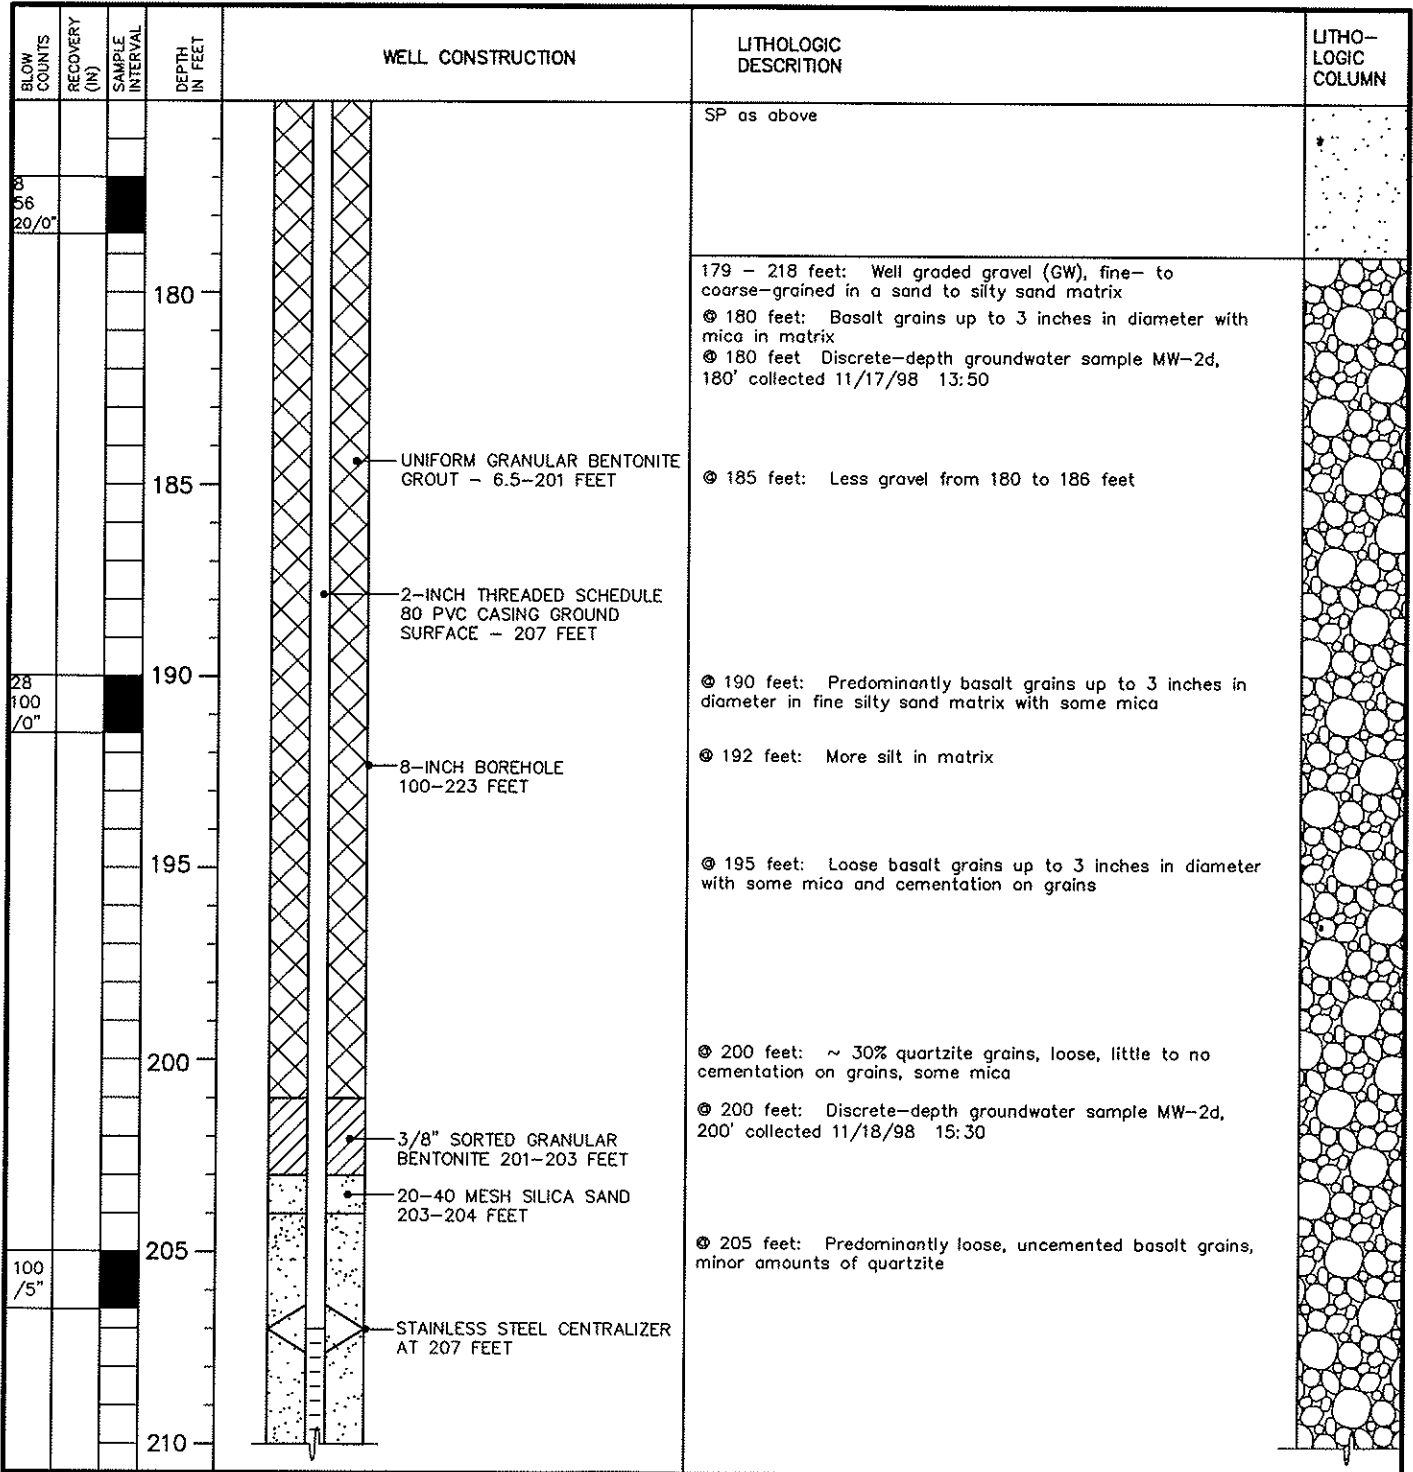 BLOW
COUNTS
RECOVERY
(IN)
SAMPLE
INTERVAL
DEPTH
IN FEET
WELL CONSTRUCTION
LITHOLOGIC
DESCRITION
LITHO-
LOGIC
COLUMN
SP as above
8
56
20/0"
179 - 218 feet: Well graded gravel (GW), fine- to
coarse-grained in a sand to silty sand matrix
180
@ 180 feet: Basalt grains up to 3 inches in diameter with
mica in matrix
@ 180 feet Discrete-depth groundwater sample MW-2d,
180' collected 11/17/98 13:50
UNIFORM GRANULAR BENTONITE
GROUT - 6.5-201 FEET
185
@ 185 feet: Less gravel from 180 to 186 feet
2-INCH THREADED SCHEDULE
80 PVC CASING GROUND
SURFACE - 207 FEET
28
100
/0"
190
@ 190 feet: Predominantly basalt grains up to 3 inches in
diameter in fine silty sand matrix with some mica
@ 192 feet: More silt in matrix
8-INCH BOREHOLE
100-223 FEET
195
@ 195 feet: Loose basalt grains up to 3 inches in diameter
with some mica and cementation on grains
200
@ 200 feet: ~ 30% quartzite grains, loose, little to no
cementation on grains, some mica
@ 200 feet: Discrete-depth groundwater sample MW-2d,
200' collected 11/18/98 15:30
3/8" SORTED GRANULAR
BENTONITE 201-203 FEET
20-40 MESH SILICA SAND
203-204 FEET
205
@ 205 feet: Predominantly loose, uncemented basalt grains,
minor amounts of quartzite
100
/5"
STAINLESS STEEL CENTRALIZER
AT 207 FEET
210